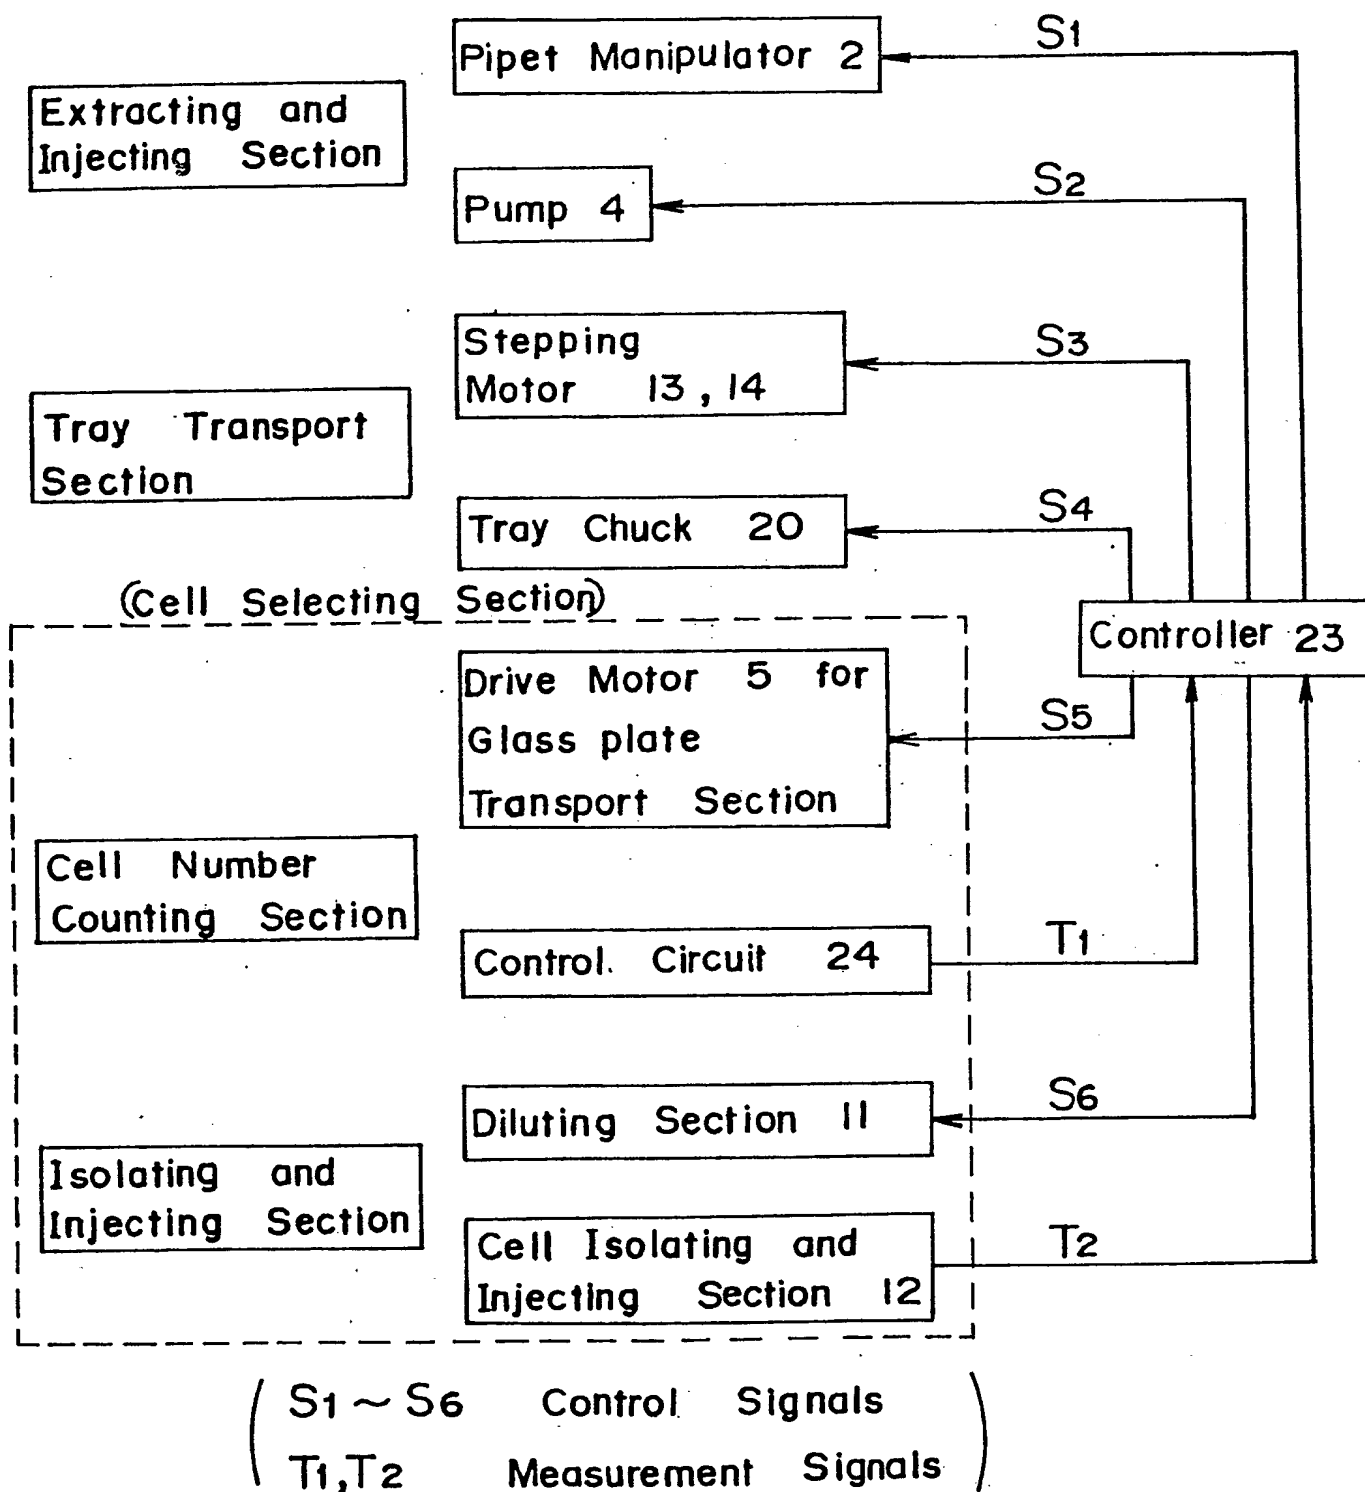 Pipet Manipulator 2
S1
Extracting and
Injecting Section
Pump 4
S2
Stepping
Motor 13, 14
S3
Tray Transport
Section
Tray Chuck 20
S4
(Cell Selecting Section)
Controller 23
Drive Motor 5 for
Glass plate
Transport Section
S5
Cell Number
Counting Section
Control. Circuit 24
T1
Diluting Section 11
S6
Isolating and
Injecting Section
Cell Isolating and
Injecting Section 12
T2
S1 ~ S6 Control Signals
T1, T2 Measurement Signals